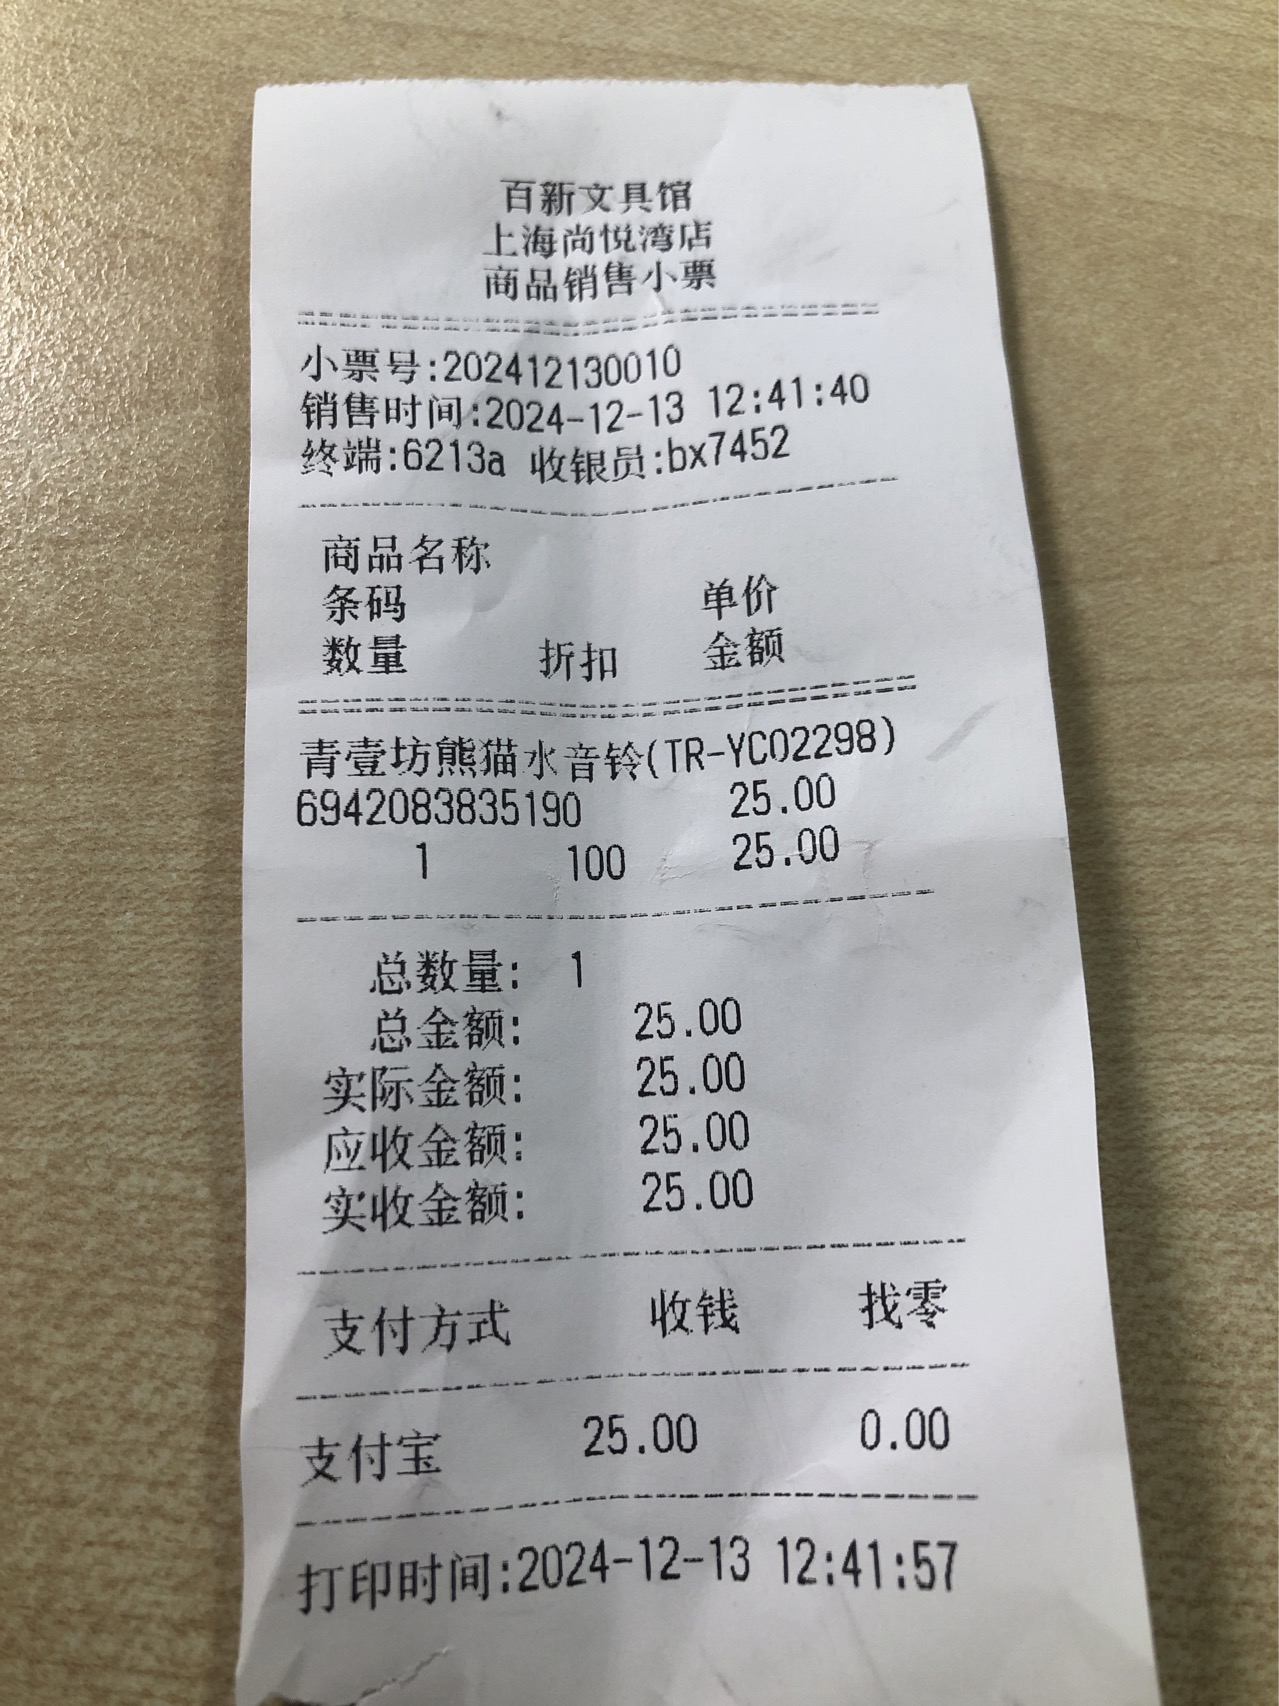 百新文具馆
上海尚悦湾店
商品销售小票
小票号:202412130010
销售时间:2024-12-13 12:41:40
终端:6213a 收银员:bx7452
商品名称
条码 单价
数量 折扣 金额
青壹坊熊猫水音铃(TR-YC02298)
6942083835190 25.00
1 100 25.00
总数量: 1
总金额: 25.00
实际金额: 25.00
应收金额: 25.00
实收金额: 25.00
支付方式 收钱 找零
支付宝 25.00 0.00
打印时间:2024-12-13 12:41:57